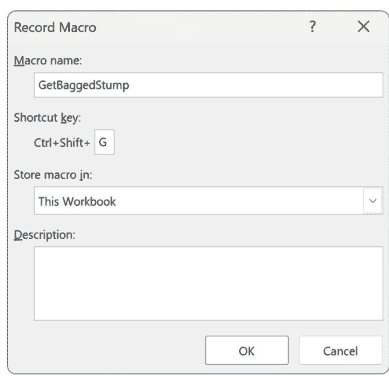 Record Macro ? ×
Macro name:
GetBaggedStump
Shortcut key:
Ctrl+Shift+ G
Store macro in:
This Workbook
Description:
OK Cancel